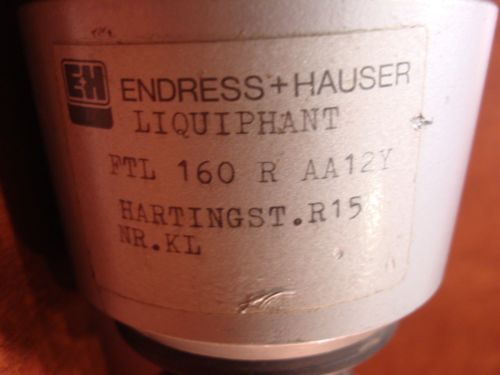 EH ENDRESS+HAUSER
LIQUIPHANT
FTL 160 R AA12Y
HARTINGST.R15
NR.KL